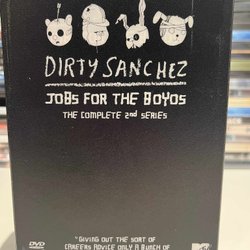 DIRTY SANCHEZ
JOBS FOR THE BOYOS
THE COMPLETE 2nd SERIES
"GIVING OUT THE SORT OF
CAREERS ADVICE ONLY A BUNCH OF
DVD